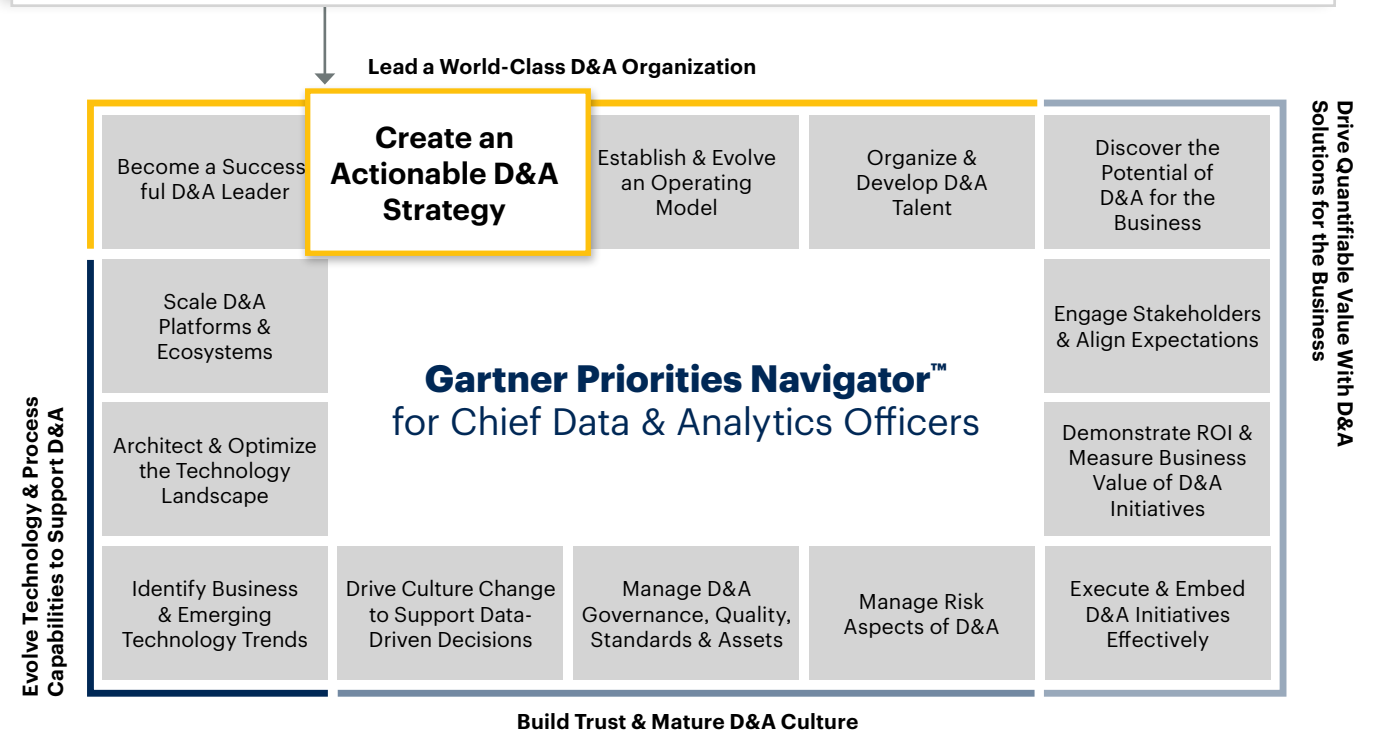 Lead a World-Class D&A Organization
Become a Success
ful D&A Leader
Create an
Actionable D&A
Strategy
Establish & Evolve
an Operating
Model
Organize &
Develop D&A
Talent
Discover the
Potential of
D&A for the
Business
Drive Quantifiable Value With D&A
Solutions for the Business
Scale D&A
Platforms &
Ecosystems
Engage Stakeholders
& Align Expectations
Gartner Priorities Navigator™
for Chief Data & Analytics Officers
Evolve Technology & Process
Capabilities to Support D&A
Architect & Optimize
the Technology
Landscape
Demonstrate ROI &
Measure Business
Value of D&A
Initiatives
Identify Business
& Emerging
Technology Trends
Drive Culture Change
to Support Data-
Driven Decisions
Manage D&A
Governance, Quality,
Standards & Assets
Manage Risk
Aspects of D&A
Execute & Embed
D&A Initiatives
Effectively
Build Trust & Mature D&A Culture